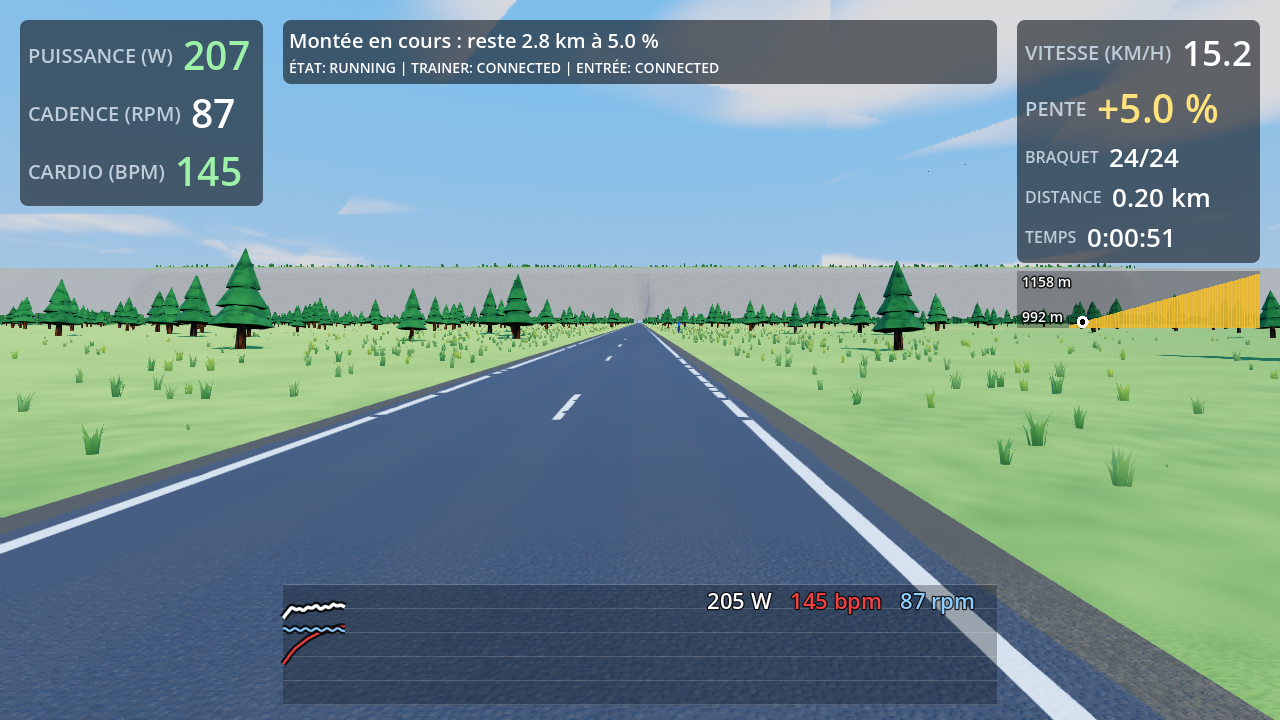 PUISSANCE (W) 207
CADENCE (RPM) 87
CARDIO (BPM) 145
Montée en cours : reste 2.8 km à 5.0 %
ÉTAT: RUNNING | TRAINER: CONNECTED | ENTRÉE: CONNECTED
VITESSE (KM/H) 15.2
PENTE +5.0 %
BRAQUET 24/24
DISTANCE 0.20 km
TEMPS 0:00:51
1158 m
992 m
205 W 145 bpm 87 rpm